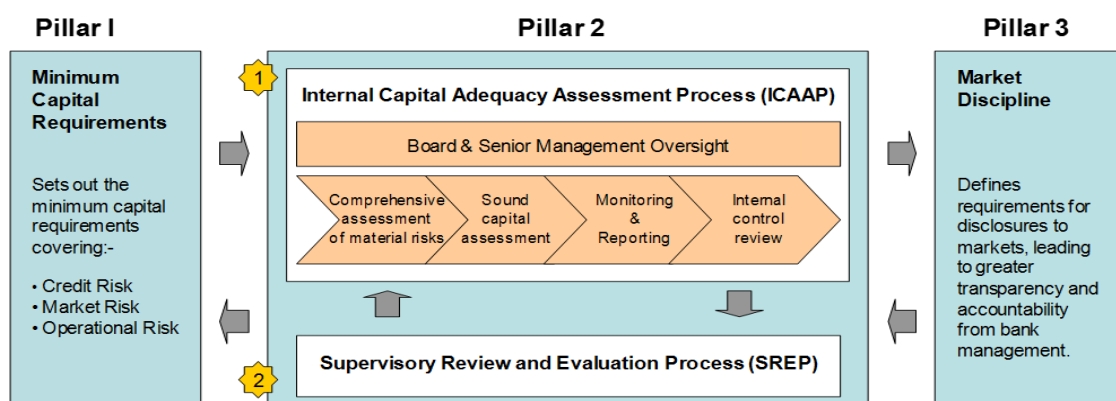 Pillar I
Minimum
Capital
Requirements
Sets out the
minimum capital
requirements
covering:-
• Credit Risk
• Market Risk
• Operational Risk
Pillar 2
1
Internal Capital Adequacy Assessment Process (ICAAP)
Board & Senior Management Oversight
Comprehensive
assessment
of material risks
Sound
capital
assessment
Monitoring
&
Reporting
Internal
control
review
2
Supervisory Review and Evaluation Process (SREP)
Pillar 3
Market
Discipline
Defines
requirements for
disclosures to
markets, leading
to greater
transparency and
accountability
from bank
management.